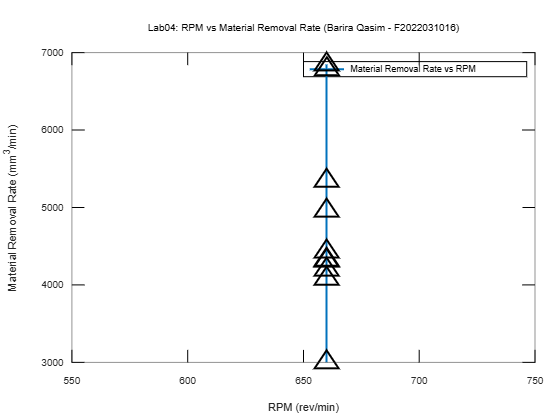 Lab04: RPM vs Material Removal Rate (Barira Qasim - F2022031016)
7000
Material Removal Rate vs RPM
6000
5000
4000
3000
Material Removal Rate (mm³/min)
550
600
650
700
750
RPM (rev/min)